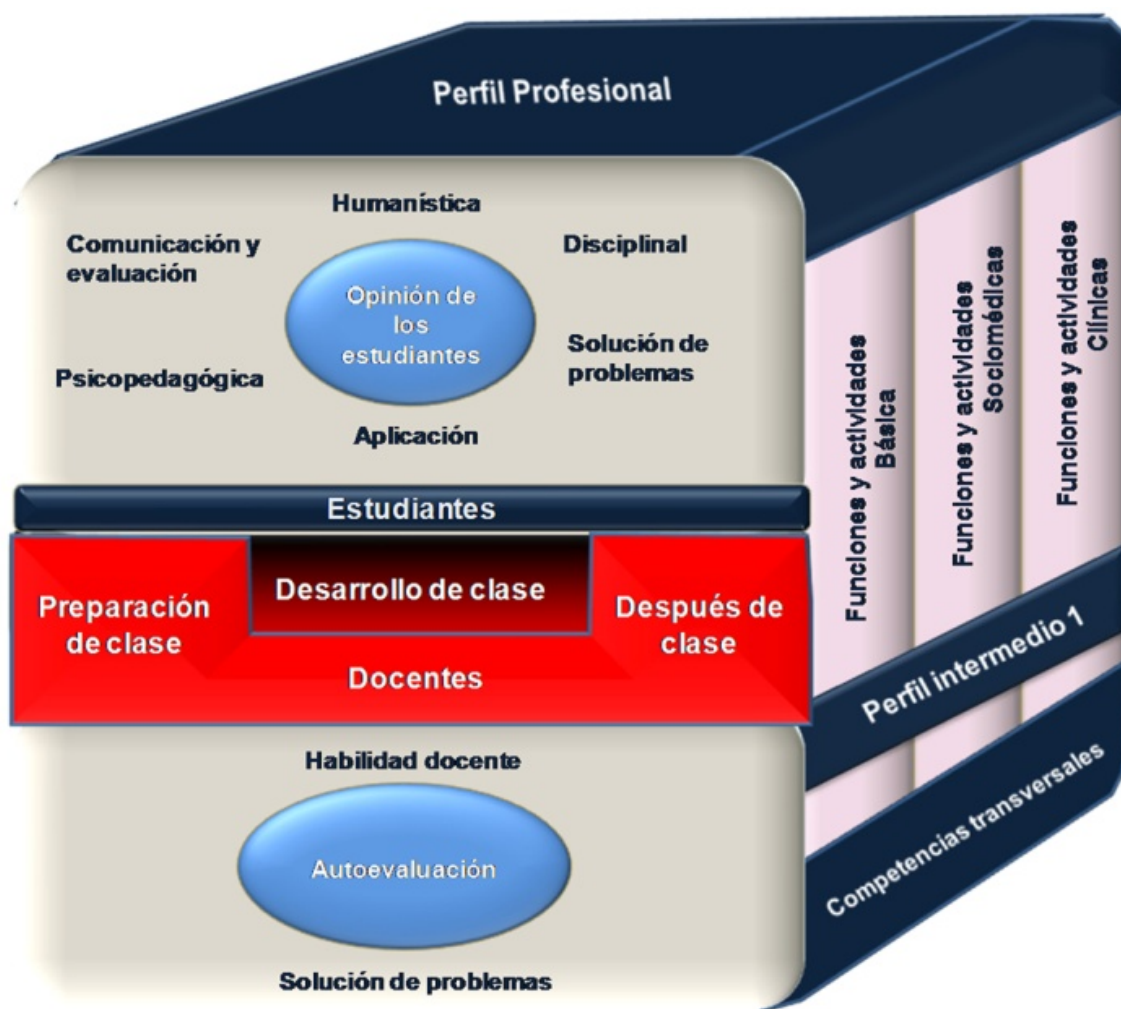 Perfil Profesional
Humanística
Comunicación y
evaluación
Disciplinal
Opinión de
los
estudiantes
Psicopedagógica
Solución de
problemas
Aplicación
Estudiantes
Preparación
de clase
Desarrollo de clase
Después de
clase
Docentes
Habilidad docente
Autoevaluación
Solución de problemas
Funciones y actividades
Básica
Funciones y actividades
Sociomédicas
Funciones y actividades
Clínicas
Perfil intermedio 1
Competencias transversales